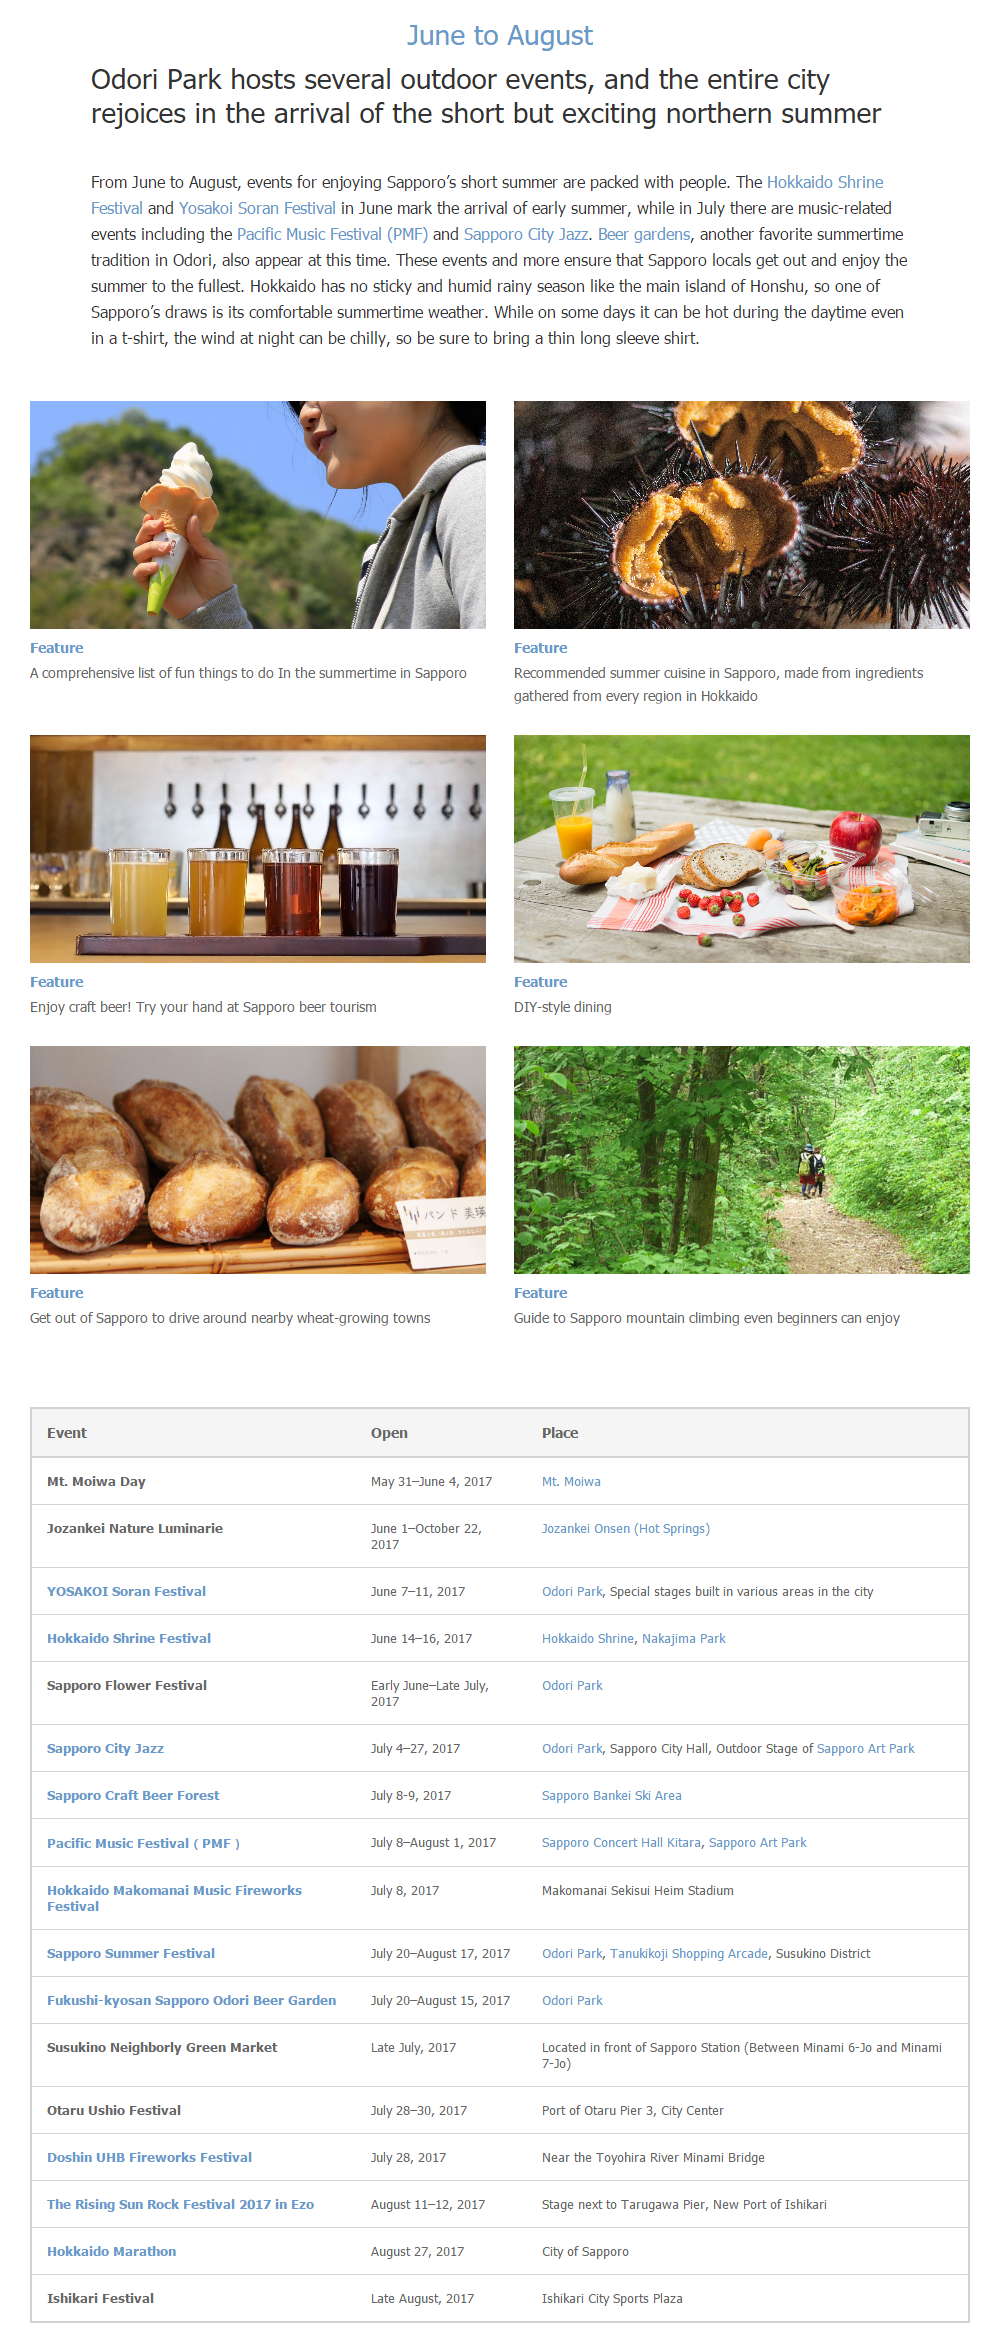 June to August
Odori Park hosts several outdoor events, and the entire city
rejoices in the arrival of the short but exciting northern summer
From June to August, events for enjoying Sapporo’s short summer are packed with people. The Hokkaido Shrine
Festival and Yosakoi Soran Festival in June mark the arrival of early summer, while in July there are music-related
events including the Pacific Music Festival (PMF) and Sapporo City Jazz. Beer gardens, another favorite summertime
tradition in Odori, also appear at this time. These events and more ensure that Sapporo locals get out and enjoy the
summer to the fullest. Hokkaido has no sticky and humid rainy season like the main island of Honshu, so one of
Sapporo’s draws is its comfortable summertime weather. While on some days it can be hot during the daytime even
in a t-shirt, the wind at night can be chilly, so be sure to bring a thin long sleeve shirt.
Feature
A comprehensive list of fun things to do In the summertime in Sapporo
Feature
Recommended summer cuisine in Sapporo, made from ingredients
gathered from every region in Hokkaido
Feature
Enjoy craft beer! Try your hand at Sapporo beer tourism
Feature
DIY-style dining
パン ド 美瑛
Feature
Get out of Sapporo to drive around nearby wheat-growing towns
Feature
Guide to Sapporo mountain climbing even beginners can enjoy
Event Open Place
Mt. Moiwa Day May 31–June 4, 2017 Mt. Moiwa
Jozankei Nature Luminarie June 1–October 22, Jozankei Onsen (Hot Springs)
2017
YOSAKOI Soran Festival June 7–11, 2017 Odori Park, Special stages built in various areas in the city
Hokkaido Shrine Festival June 14–16, 2017 Hokkaido Shrine, Nakajima Park
Sapporo Flower Festival Early June–Late July, Odori Park
2017
Sapporo City Jazz July 4–27, 2017 Odori Park, Sapporo City Hall, Outdoor Stage of Sapporo Art Park
Sapporo Craft Beer Forest July 8-9, 2017 Sapporo Bankei Ski Area
Pacific Music Festival ( PMF ) July 8–August 1, 2017 Sapporo Concert Hall Kitara, Sapporo Art Park
Hokkaido Makomanai Music Fireworks July 8, 2017 Makomanai Sekisui Heim Stadium
Festival
Sapporo Summer Festival July 20–August 17, 2017 Odori Park, Tanukikoji Shopping Arcade, Susukino District
Fukushi-kyosan Sapporo Odori Beer Garden July 20–August 15, 2017 Odori Park
Susukino Neighborly Green Market Late July, 2017 Located in front of Sapporo Station (Between Minami 6-Jo and Minami
7-Jo)
Otaru Ushio Festival July 28–30, 2017 Port of Otaru Pier 3, City Center
Doshin UHB Fireworks Festival July 28, 2017 Near the Toyohira River Minami Bridge
The Rising Sun Rock Festival 2017 in Ezo August 11–12, 2017 Stage next to Tarugawa Pier, New Port of Ishikari
Hokkaido Marathon August 27, 2017 City of Sapporo
Ishikari Festival Late August, 2017 Ishikari City Sports Plaza